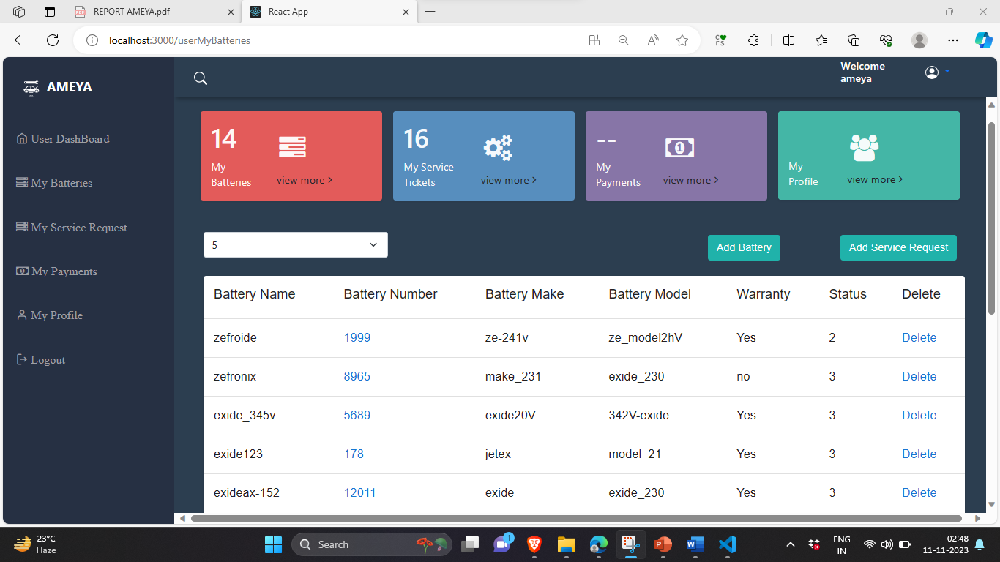 REPORT AMEYA.pdf
React App
localhost:3000/userMyBatteries
AMEYA
Welcome
ameya
User DashBoard
My Batteries
My Service Request
My Payments
My Profile
Logout
14
My
Batteries
view more
16
My Service
Tickets
view more
--
My
Payments
view more
My
Profile
view more
5
Add Battery
Add Service Request
Battery Name Battery Number Battery Make Battery Model Warranty Status Delete
zefroide 1999 ze-241v ze_model2hV Yes 2 Delete
zefronix 8965 make_231 exide_230 no 3 Delete
exide_345v 5689 exide20V 342V-exide Yes 3 Delete
exide123 178 jetex model_21 Yes 3 Delete
exideax-152 12011 exide exide_230 Yes 3 Delete
23°C
Haze
Search
1
ENG
IN
02:48
11-11-2023